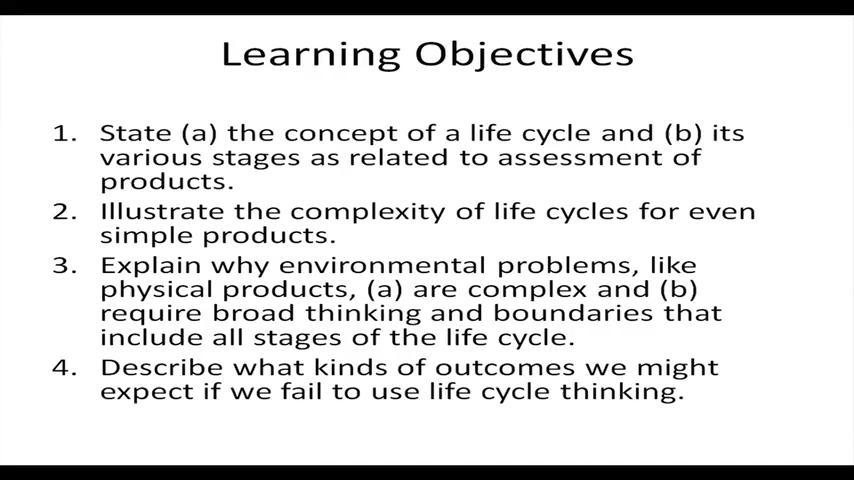 Learning Objectives
1. State (a) the concept of a life cycle and (b) its
various stages as related to assessment of
products.
2. Illustrate the complexity of life cycles for even
simple products.
3. Explain why environmental problems, like
physical products, (a) are complex and (b)
require broad thinking and boundaries that
include all stages of the life cycle.
4. Describe what kinds of outcomes we might
expect if we fail to use life cycle thinking.